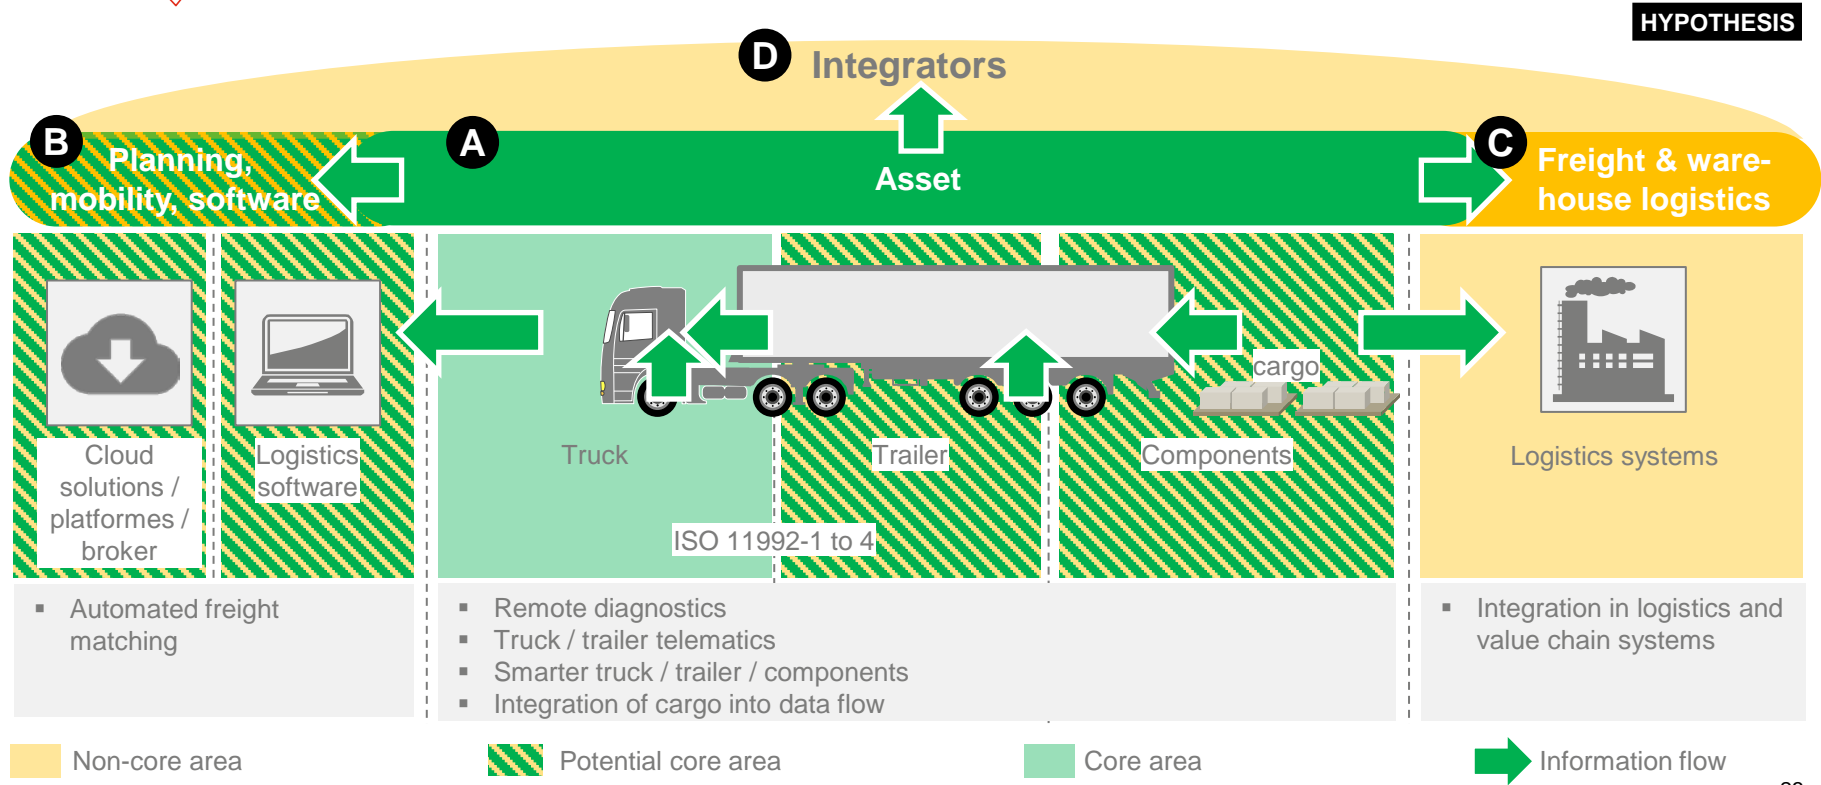 HYPOTHESIS
D
Integrators
B
Planning,
mobility, software
A
Asset
C
Freight & ware-
house logistics
Cloud
solutions /
platformes /
broker
Logistics
software
Truck
Trailer
cargo
Components
ISO 11992-1 to 4
Logistics systems
▪ Automated freight
matching
▪ Remote diagnostics
▪ Truck / trailer telematics
▪ Smarter truck / trailer / components
▪ Integration of cargo into data flow
▪ Integration in logistics and
value chain systems
Non-core area
Potential core area
Core area
Information flow